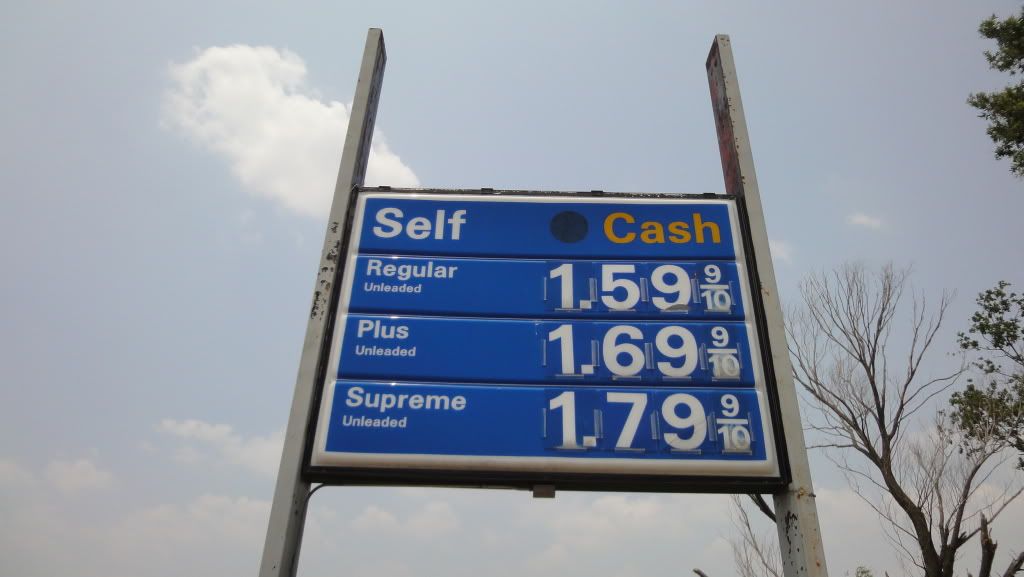 Self Cash
Regular 1.59 9/10
Unleaded
Plus 1.69 9/10
Unleaded
Supreme 1.79 9/10
Unleaded